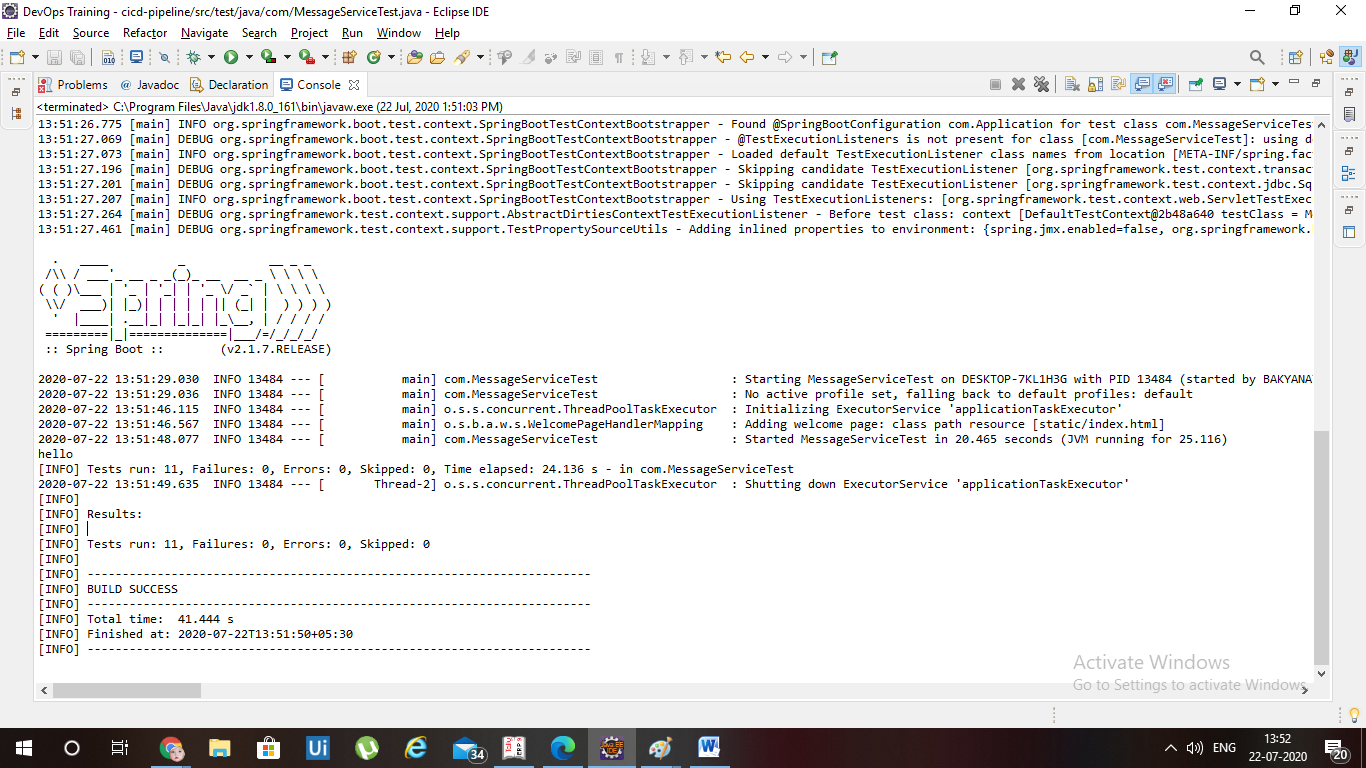 DevOps Training - cicd-pipeline/src/test/java/com/MessageServiceTest.java - Eclipse IDE
File Edit Source Refactor Navigate Search Project Run Window Help
Problems @ Javadoc Declaration Console
<terminated> C:\Program Files\Java\jdk1.8.0_161\bin\javaw.exe (22 Jul, 2020 1:51:03 PM)
13:51:26.775 [main] INFO org.springframework.boot.test.context.SpringBootTestContextBootstrapper - Found @SpringBootConfiguration com.Application for test class com.MessageServiceTes
13:51:27.069 [main] DEBUG org.springframework.boot.test.context.SpringBootTestContextBootstrapper - @TestExecutionListeners is not present for class [com.MessageServiceTest]: using d
13:51:27.073 [main] INFO org.springframework.boot.test.context.SpringBootTestContextBootstrapper - Loaded default TestExecutionListener class names from location [META-INF/spring.fac
13:51:27.196 [main] DEBUG org.springframework.boot.test.context.SpringBootTestContextBootstrapper - Skipping candidate TestExecutionListener [org.springframework.test.context.transac
13:51:27.201 [main] DEBUG org.springframework.boot.test.context.SpringBootTestContextBootstrapper - Skipping candidate TestExecutionListener [org.springframework.test.context.jdbc.Sq
13:51:27.207 [main] INFO org.springframework.boot.test.context.SpringBootTestContextBootstrapper - Using TestExecutionListeners: [org.springframework.test.context.web.ServletTestExec
13:51:27.264 [main] DEBUG org.springframework.test.context.support.AbstractDirtiesContextTestExecutionListener - Before test class: context [DefaultTestContext@2b48a640 testClass = M
13:51:27.461 [main] DEBUG org.springframework.test.context.support.TestPropertySourceUtils - Adding inlined properties to environment: {spring.jmx.enabled=false, org.springframework.
Spring
:: Spring Boot :: (v2.1.7.RELEASE)
2020-07-22 13:51:29.030 INFO 13484 --- [ main] com.MessageServiceTest : Starting MessageServiceTest on DESKTOP-7KL1H3G with PID 13484 (started by BAKYANA
2020-07-22 13:51:29.036 INFO 13484 --- [ main] com.MessageServiceTest : No active profile set, falling back to default profiles: default
2020-07-22 13:51:46.115 INFO 13484 --- [ main] o.s.s.concurrent.ThreadPoolTaskExecutor : Initializing ExecutorService 'applicationTaskExecutor'
2020-07-22 13:51:46.567 INFO 13484 --- [ main] o.s.b.a.w.s.WelcomePageHandlerMapping : Adding welcome page: class path resource [static/index.html]
2020-07-22 13:51:48.077 INFO 13484 --- [ main] com.MessageServiceTest : Started MessageServiceTest in 20.465 seconds (JVM running for 25.116)
hello
[INFO] Tests run: 11, Failures: 0, Errors: 0, Skipped: 0, Time elapsed: 24.136 s - in com.MessageServiceTest
2020-07-22 13:51:49.635 INFO 13484 --- [ Thread-2] o.s.s.concurrent.ThreadPoolTaskExecutor : Shutting down ExecutorService 'applicationTaskExecutor'
[INFO]
[INFO] Results:
[INFO]
[INFO] Tests run: 11, Failures: 0, Errors: 0, Skipped: 0
[INFO]
[INFO] ------------------------------------------------------------------------
[INFO] BUILD SUCCESS
[INFO] ------------------------------------------------------------------------
[INFO] Total time: 41.444 s
[INFO] Finished at: 2020-07-22T13:51:50+05:30
[INFO] ------------------------------------------------------------------------
Activate Windows
Go to Settings to activate Windows.
Ui
34
ENG
13:52
22-07-2020
20